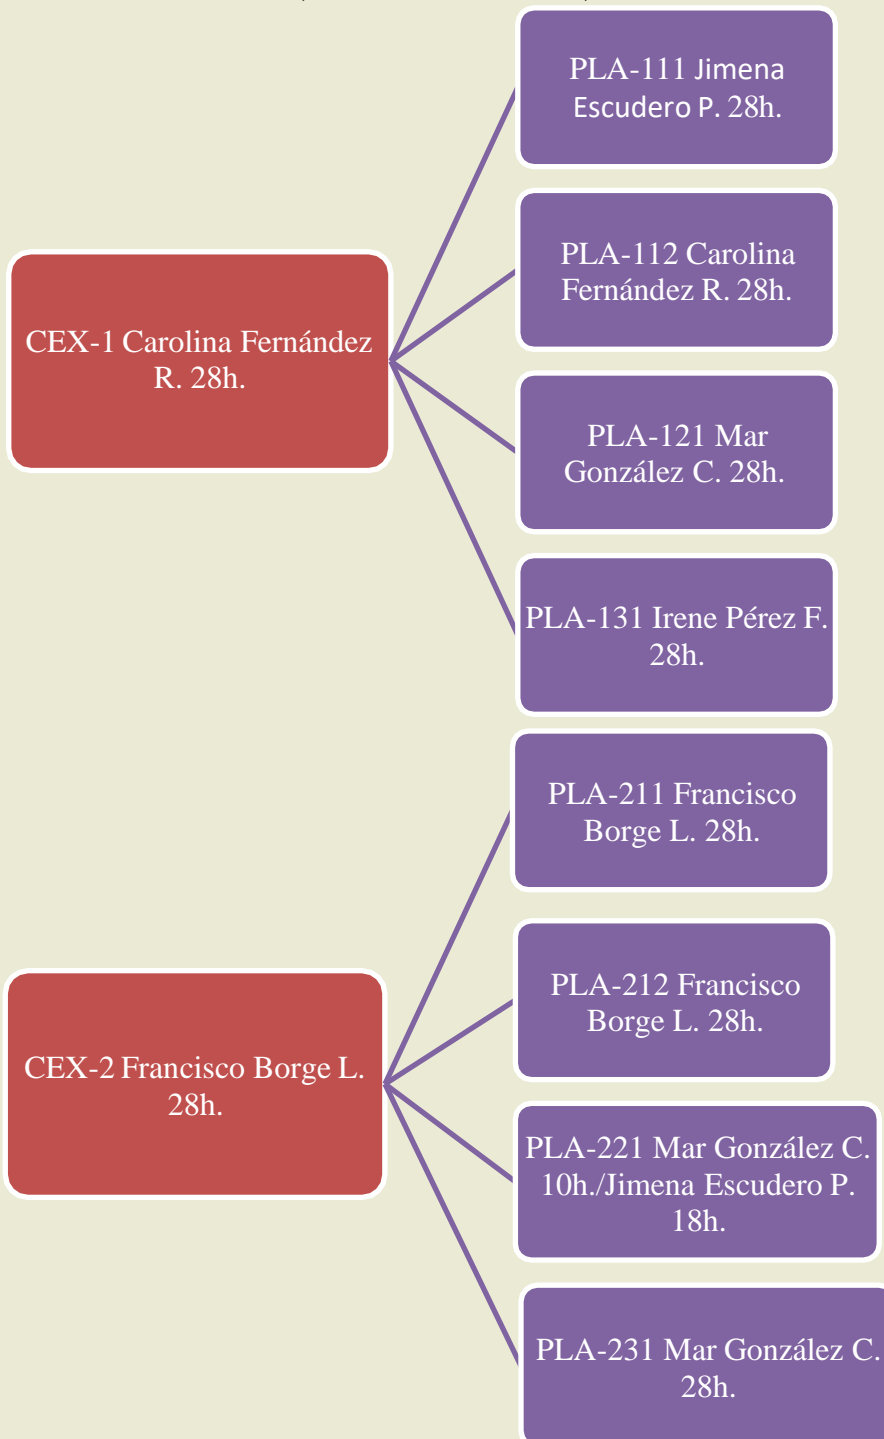 CEX-1 Carolina Fernández
R. 28h.
PLA-111 Jimena
Escudero P. 28h.
PLA-112 Carolina
Fernández R. 28h.
PLA-121 Mar
González C. 28h.
PLA-131 Irene Pérez F.
28h.
CEX-2 Francisco Borge L.
28h.
PLA-211 Francisco
Borge L. 28h.
PLA-212 Francisco
Borge L. 28h.
PLA-221 Mar González C.
10h./Jimena Escudero P.
18h.
PLA-231 Mar González C.
28h.